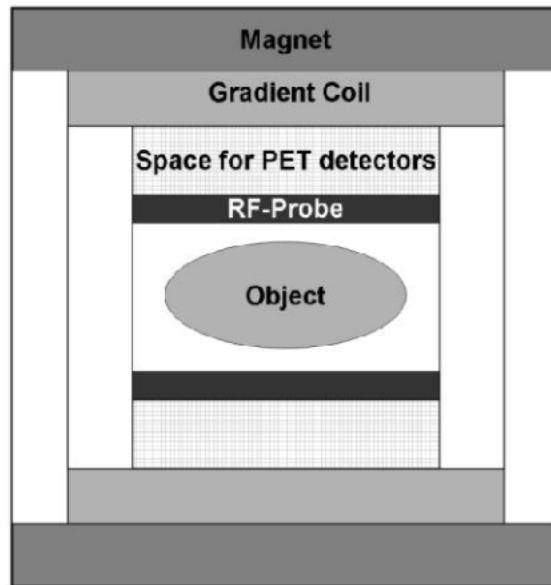 Magnet
Gradient Coil
Space for PET detectors
RF-Probe
Object